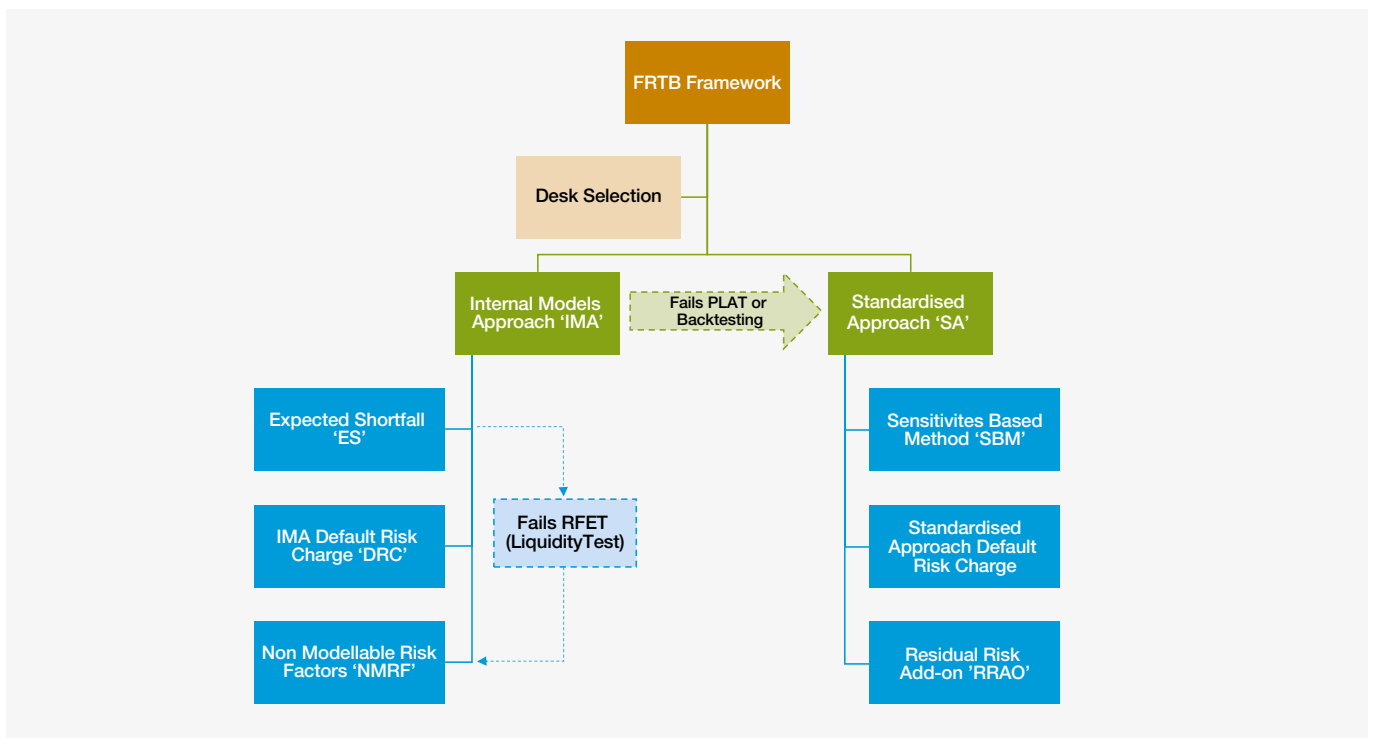 FRTB Framework
Desk Selection
Internal Models
Approach ‘IMA’
Fails PLAT or
Backtesting
Standardised
Approach ‘SA’
Expected Shortfall
‘ES’
Sensitivites Based
Method ‘SBM’
Fails RFET
(LiquidityTest)
IMA Default Risk
Charge ‘DRC’
Standardised
Approach Default
Risk Charge
Non Modellable Risk
Factors ‘NMRF’
Residual Risk
Add-on ’RRAO’